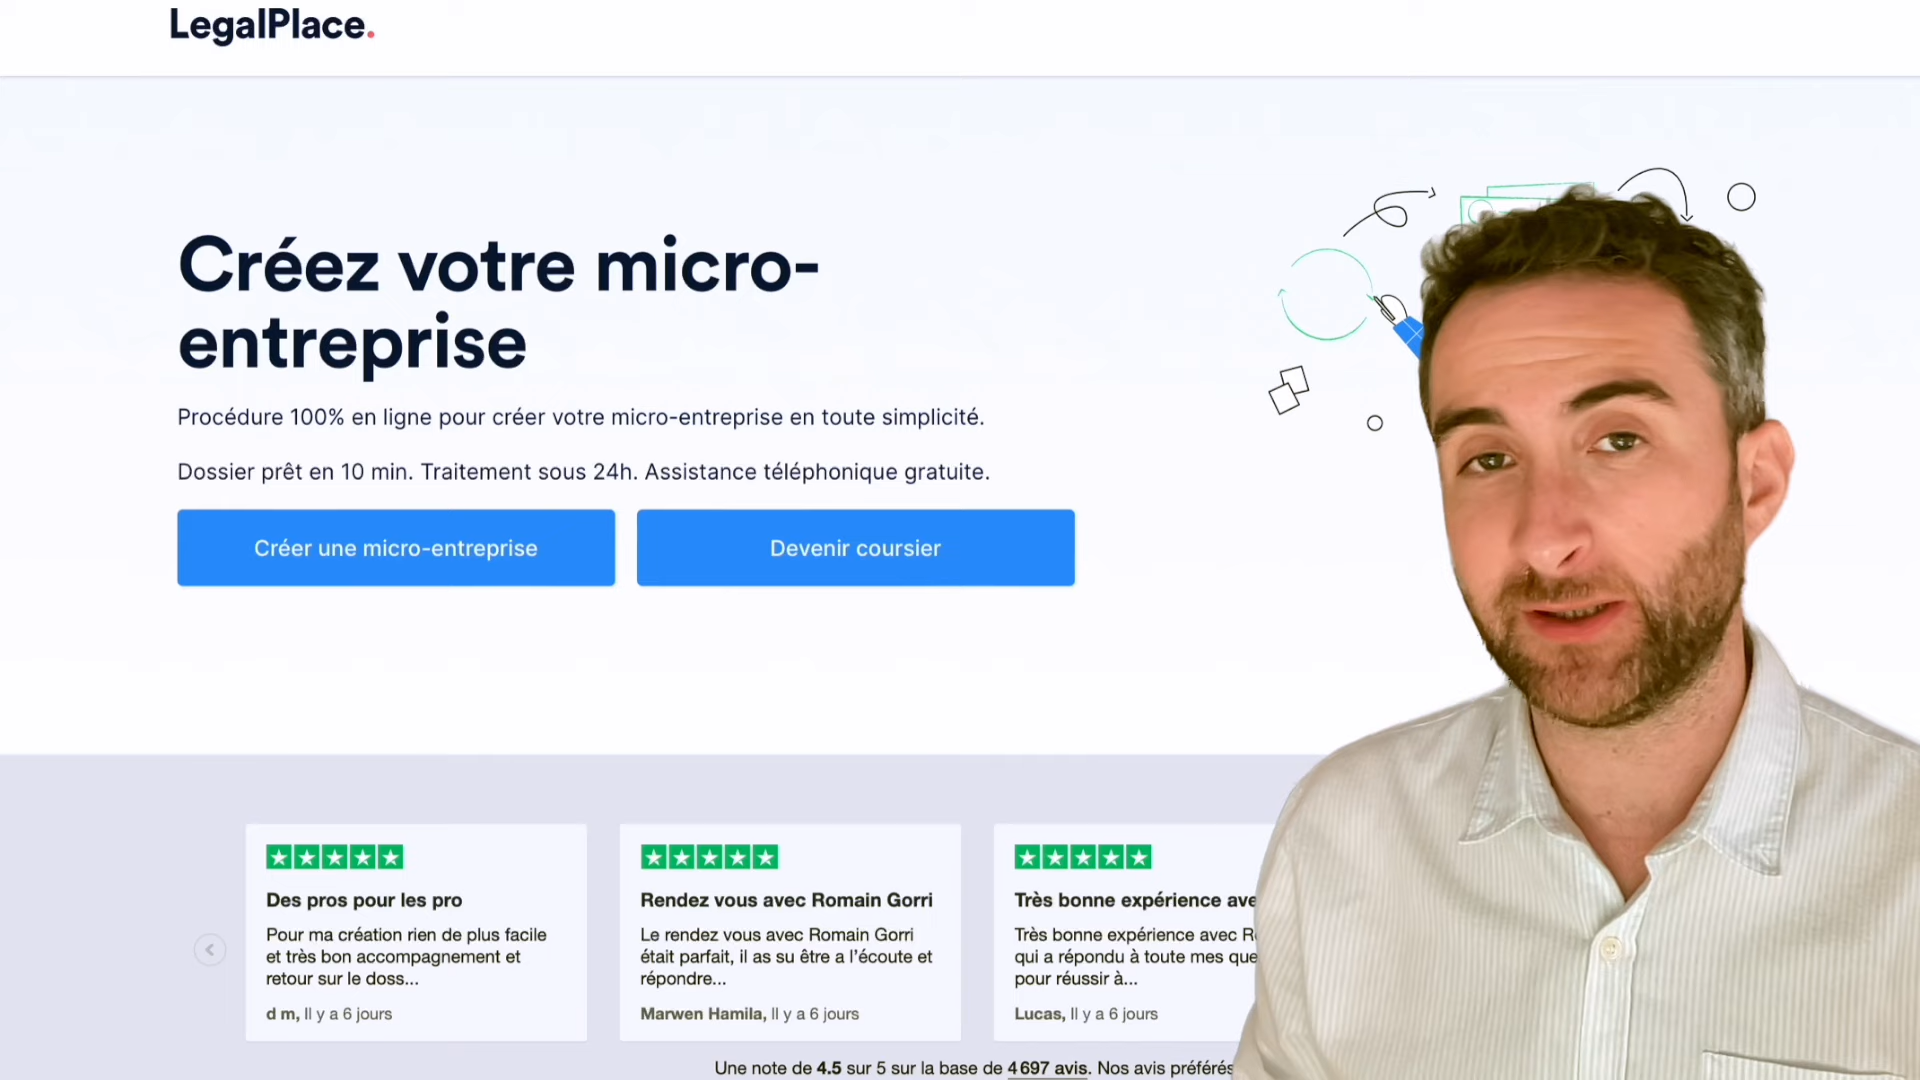 LegalPlace.
Créez votre micro-
entreprise
Procédure 100% en ligne pour créer votre micro-entreprise en toute simplicité.
Dossier prêt en 10 min. Traitement sous 24h. Assistance téléphonique gratuite.
Créer une micro-entreprise
Devenir coursier
Des pros pour les pro
Pour ma création rien de plus facile
et très bon accompagnement et
retour sur le doss...
d m, Il y a 6 jours
Rendez vous avec Romain Gorri
Le rendez vous avec Romain Gorri
était parfait, il as su être a l'écoute et
répondre...
Marwen Hamila, Il y a 6 jours
Très bonne expérience
Très bonne expérience avec
qui a répondu à toute mes
pour réussir à...
Lucas, Il y a 6 jours
Une note de 4.5 sur 5 sur la base de 4 697 avis. Nos avis préférés